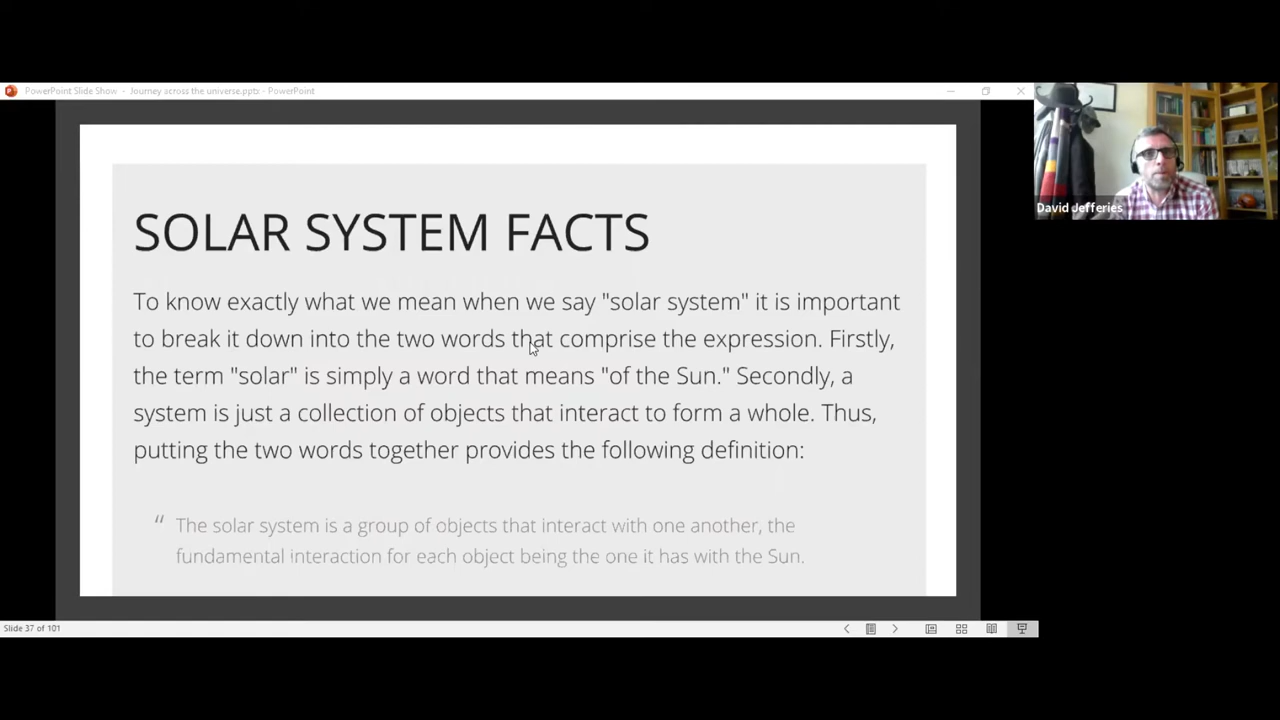 PowerPoint Slide Show - Journey across the universe.pptx - PowerPoint
David Jefferies
SOLAR SYSTEM FACTS
To know exactly what we mean when we say "solar system" it is important
to break it down into the two words that comprise the expression. Firstly,
the term "solar" is simply a word that means "of the Sun." Secondly, a
system is just a collection of objects that interact to form a whole. Thus,
putting the two words together provides the following definition:
“ The solar system is a group of objects that interact with one another, the
fundamental interaction for each object being the one it has with the Sun.
Slide 37 of 101